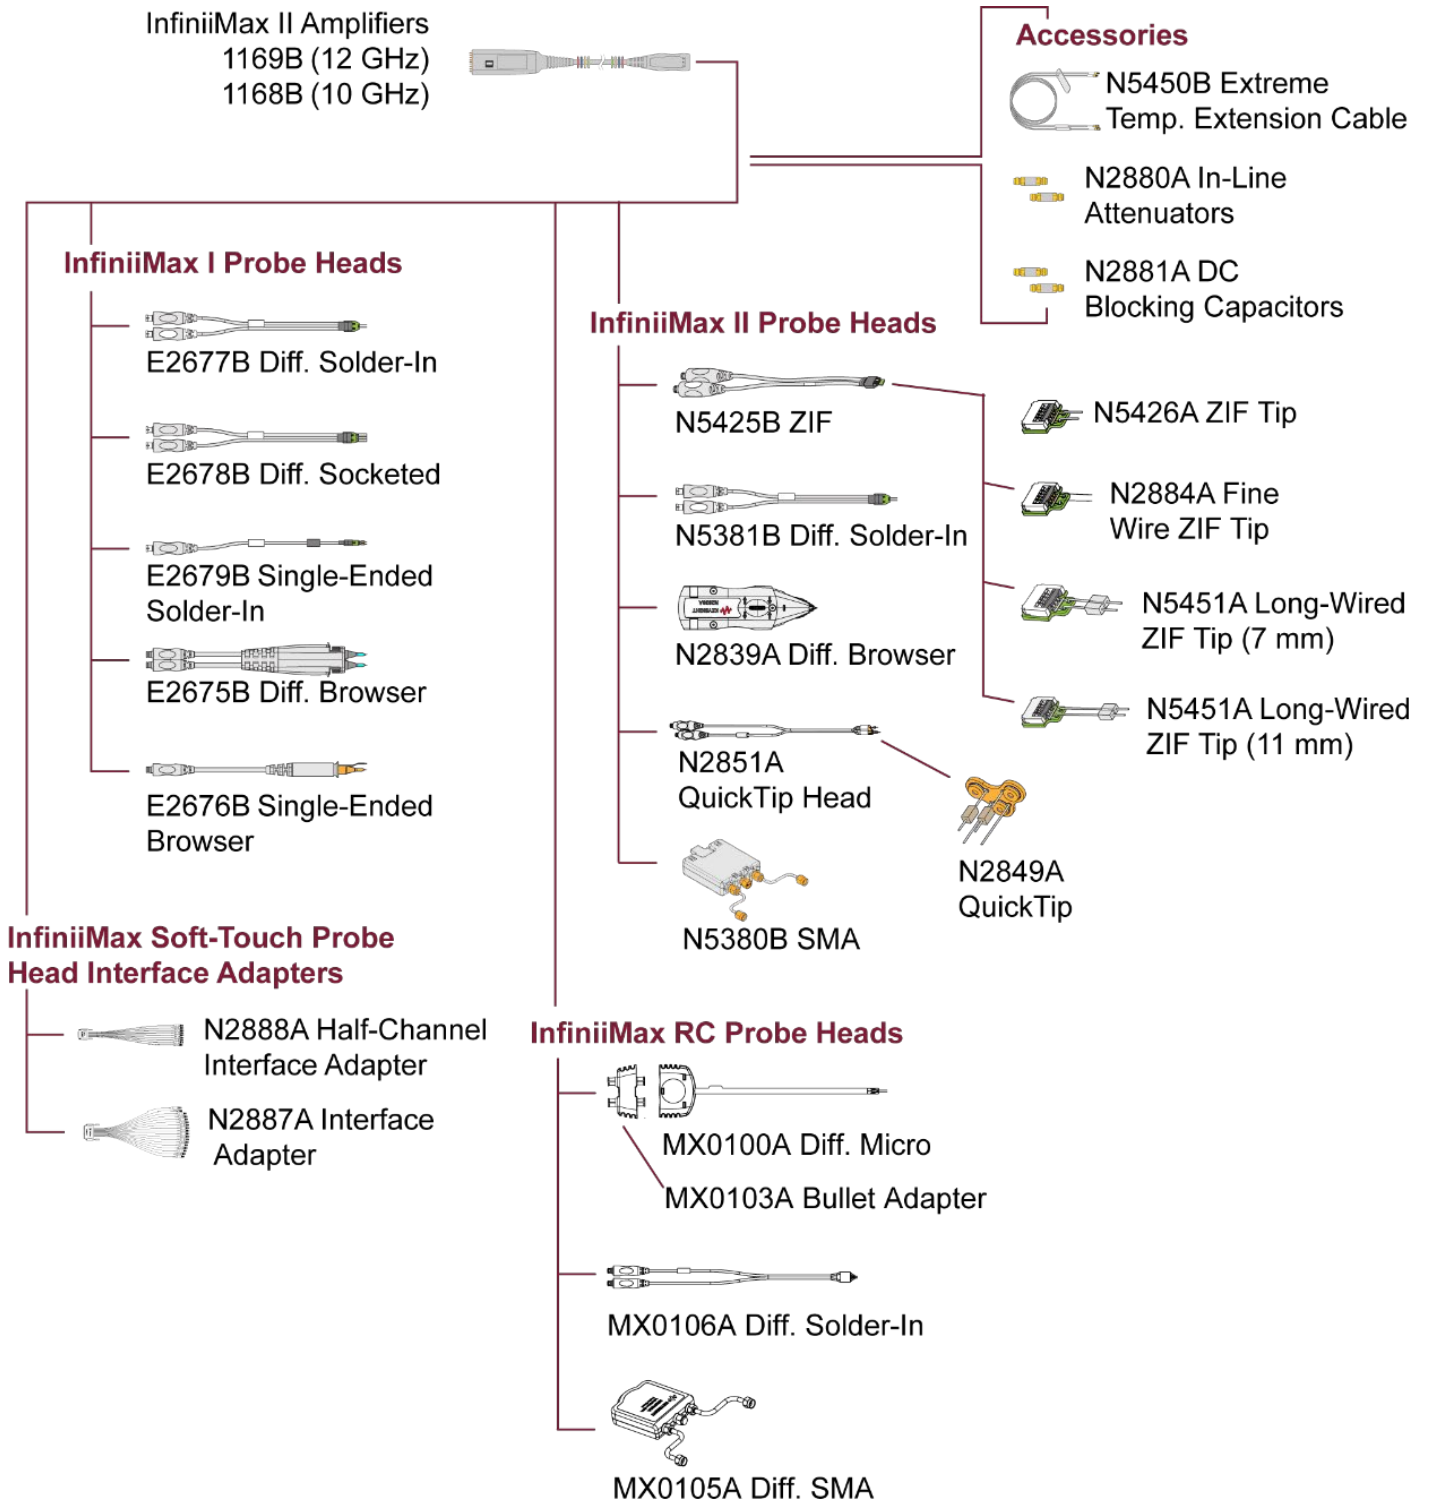 InfiniiMax II Amplifiers
1169B (12 GHz)
1168B (10 GHz)
Accessories
N5450B Extreme
Temp. Extension Cable
N2880A In-Line
Attenuators
N2881A DC
Blocking Capacitors
InfiniiMax I Probe Heads
E2677B Diff. Solder-In
E2678B Diff. Socketed
E2679B Single-Ended
Solder-In
E2675B Diff. Browser
E2676B Single-Ended
Browser
InfiniiMax II Probe Heads
N5425B ZIF
N5426A ZIF Tip
N2884A Fine
Wire ZIF Tip
N5451A Long-Wired
ZIF Tip (7 mm)
N5451A Long-Wired
ZIF Tip (11 mm)
N5381B Diff. Solder-In
KEYSIGHT
N2839A Diff. Browser
N2851A
QuickTip Head
N2849A
QuickTip
N5380B SMA
InfiniiMax Soft-Touch Probe
Head Interface Adapters
N2888A Half-Channel
Interface Adapter
N2887A Interface
Adapter
InfiniiMax RC Probe Heads
MX0100A Diff. Micro
MX0103A Bullet Adapter
MX0106A Diff. Solder-In
MX0105A Diff. SMA